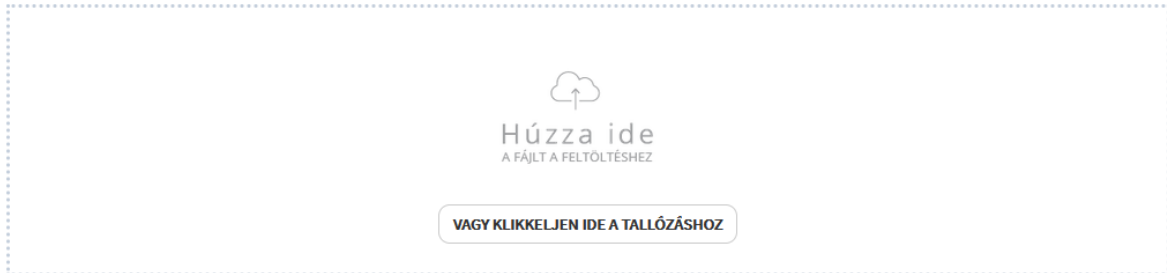 Húzza ide
A FÁJLT A FELTÖLTÉSHEZ
VAGY KLIKKELJEN IDE A TALLÓZÁSHOZ